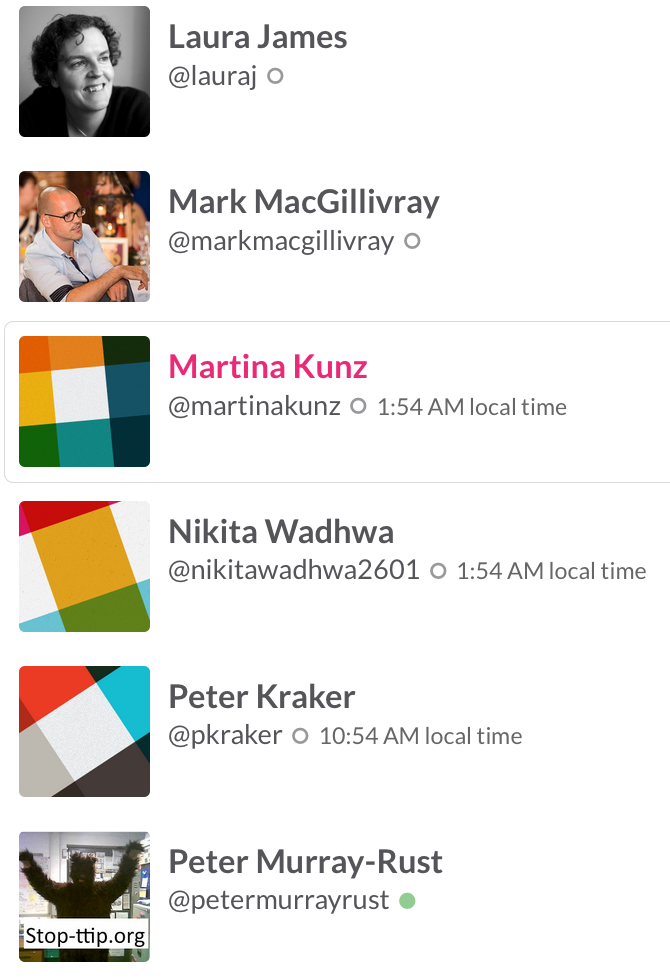 Laura James
@lauraj
Mark MacGillivray
@markmacgillivray
Martina Kunz
@martinakunz 1:54 AM local time
Nikita Wadhwa
@nikitawadhwa2601 1:54 AM local time
Peter Kraker
@pkraker 10:54 AM local time
Peter Murray-Rust
@petermurrayrust
Stop-ttip.org